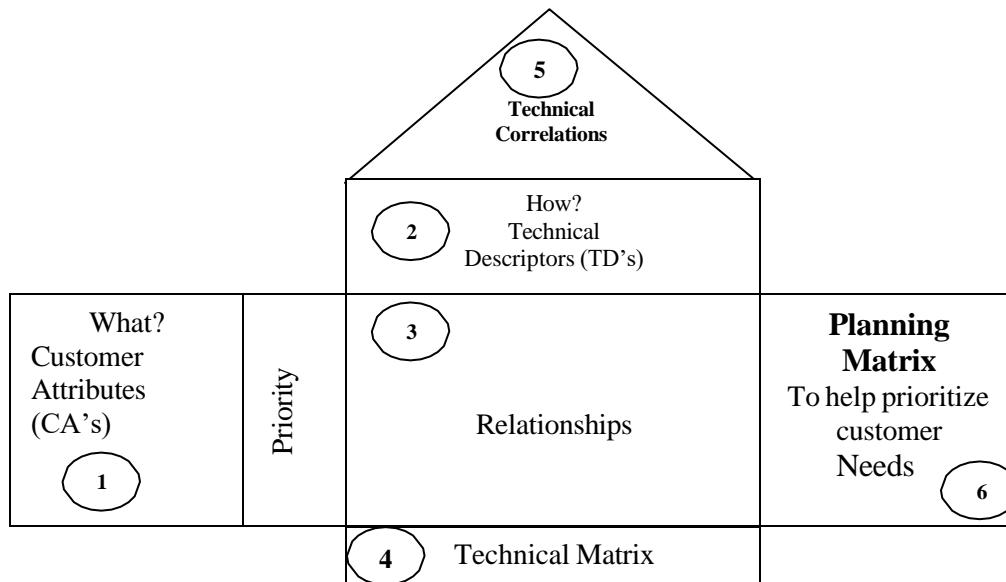 5
Technical
Correlations
How?
2
Technical
Descriptors (TD's)
What?
Customer
Attributes
(CA's)
1
Priority
3
Relationships
Planning
Matrix
To help prioritize
customer
Needs
6
4
Technical Matrix